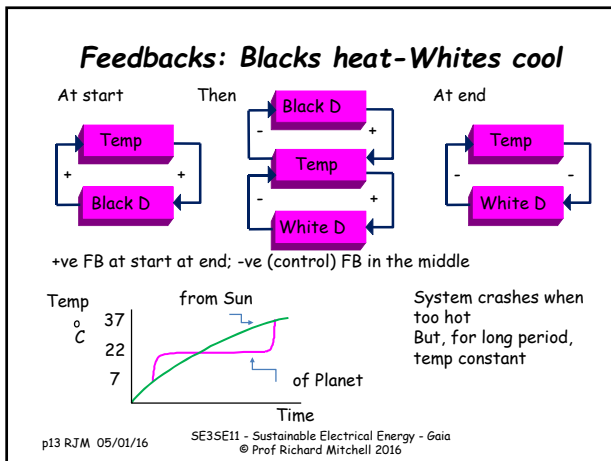 Feedbacks: Blacks heat-Whites cool
At start
Then
At end
Temp
+
+
Black D
Black D
-
+
Temp
-
+
White D
Temp
-
-
White D
+ve FB at start at end; -ve (control) FB in the middle
Temp
o
C
37
22
7
from Sun
of Planet
Time
System crashes when
too hot
But, for long period,
temp constant
p13 RJM 05/01/16
SE3SE11 - Sustainable Electrical Energy - Gaia
© Prof Richard Mitchell 2016